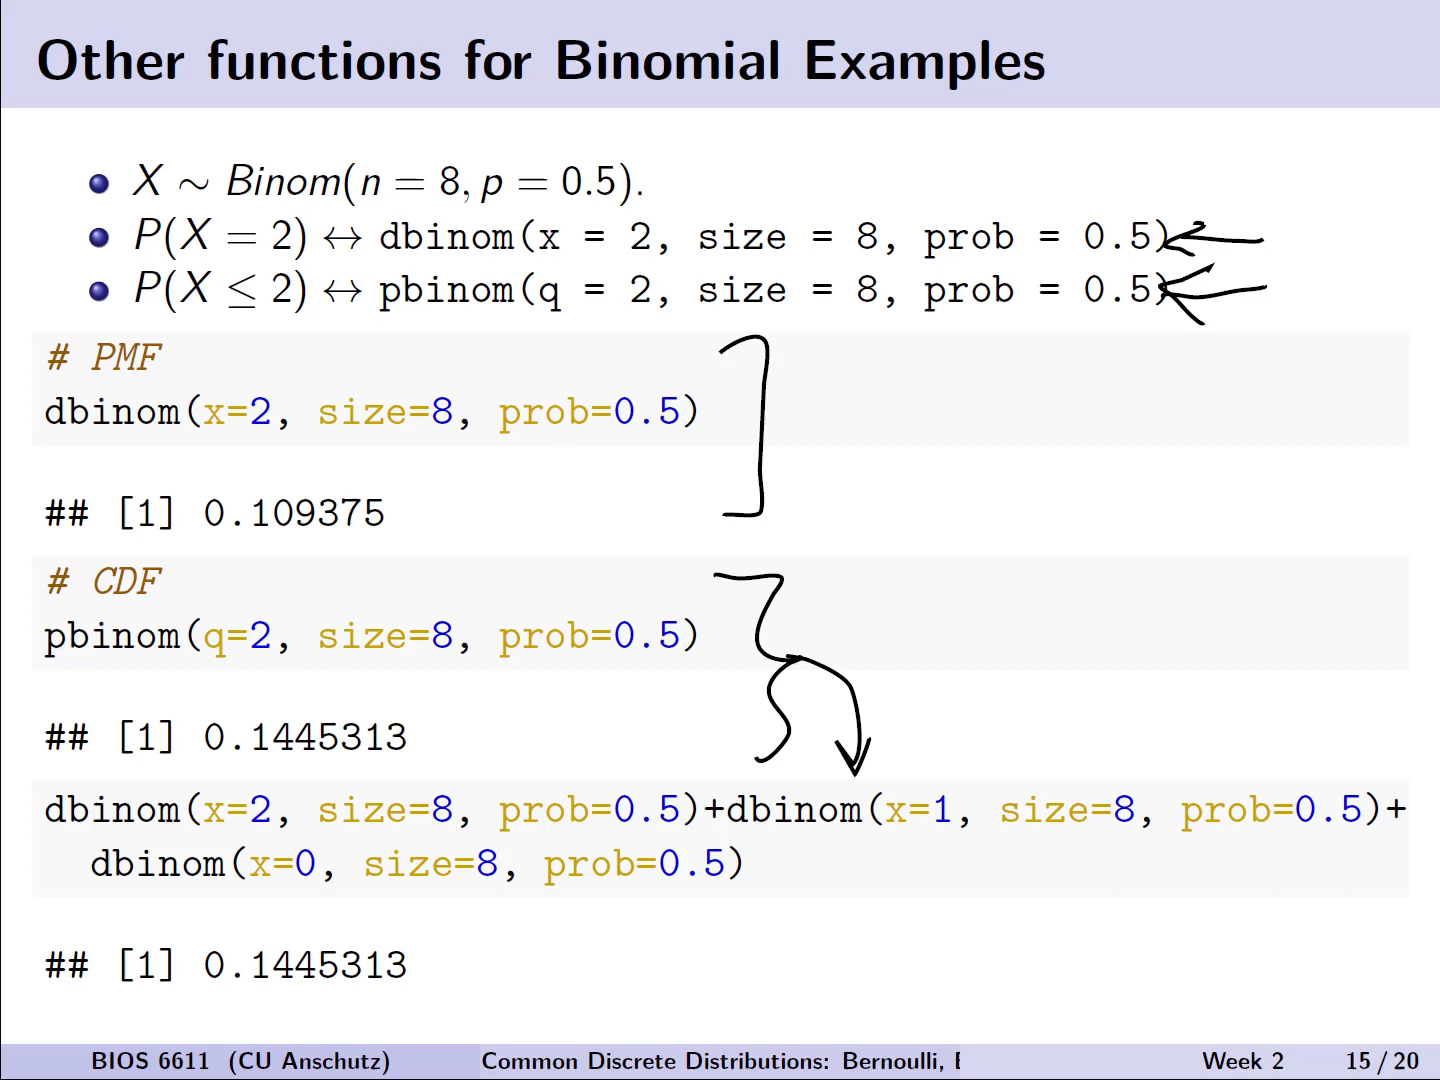 Other functions for Binomial Examples
X ∼ Binom(n = 8, p = 0.5).
P(X = 2) ↔ dbinom(x = 2, size = 8, prob = 0.5)
P(X ≤ 2) ↔ pbinom(q = 2, size = 8, prob = 0.5)
# PMF
dbinom(x=2, size=8, prob=0.5)
## [1] 0.109375
# CDF
pbinom(q=2, size=8, prob=0.5)
## [1] 0.1445313
dbinom(x=2, size=8, prob=0.5)+dbinom(x=1, size=8, prob=0.5)+
dbinom(x=0, size=8, prob=0.5)
## [1] 0.1445313
BIOS 6611 (CU Anschutz) Common Discrete Distributions: Bernoulli, Week 2 15 / 20